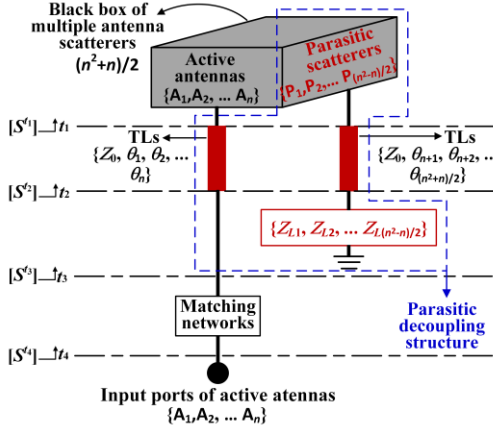 Black box of
multiple antenna
scatterers
(n²+n)/2
Active
antennas
{A₁,A₂, ... Aₙ}
Parasitic
scatterers
{P₁,P₂,... P₍ₙ²₋ₙ₎/₂}
[Sᵗ¹] t₁
TLs
{Z₀, θ₁, θ₂, ...
θₙ}
TLs
{Z₀, θₙ₊₁, θₙ₊₂, ..
θ₍ₙ²₊ₙ₎/₂}
[Sᵗ²] t₂
{Z_L1, Z_L2, ... Z_L(n²-n)/2}
[Sᵗ³] t₃
Matching
networks
Parasitic
decoupling
structure
[Sᵗ⁴] t₄
Input ports of active atennas
{A₁,A₂, ... Aₙ}